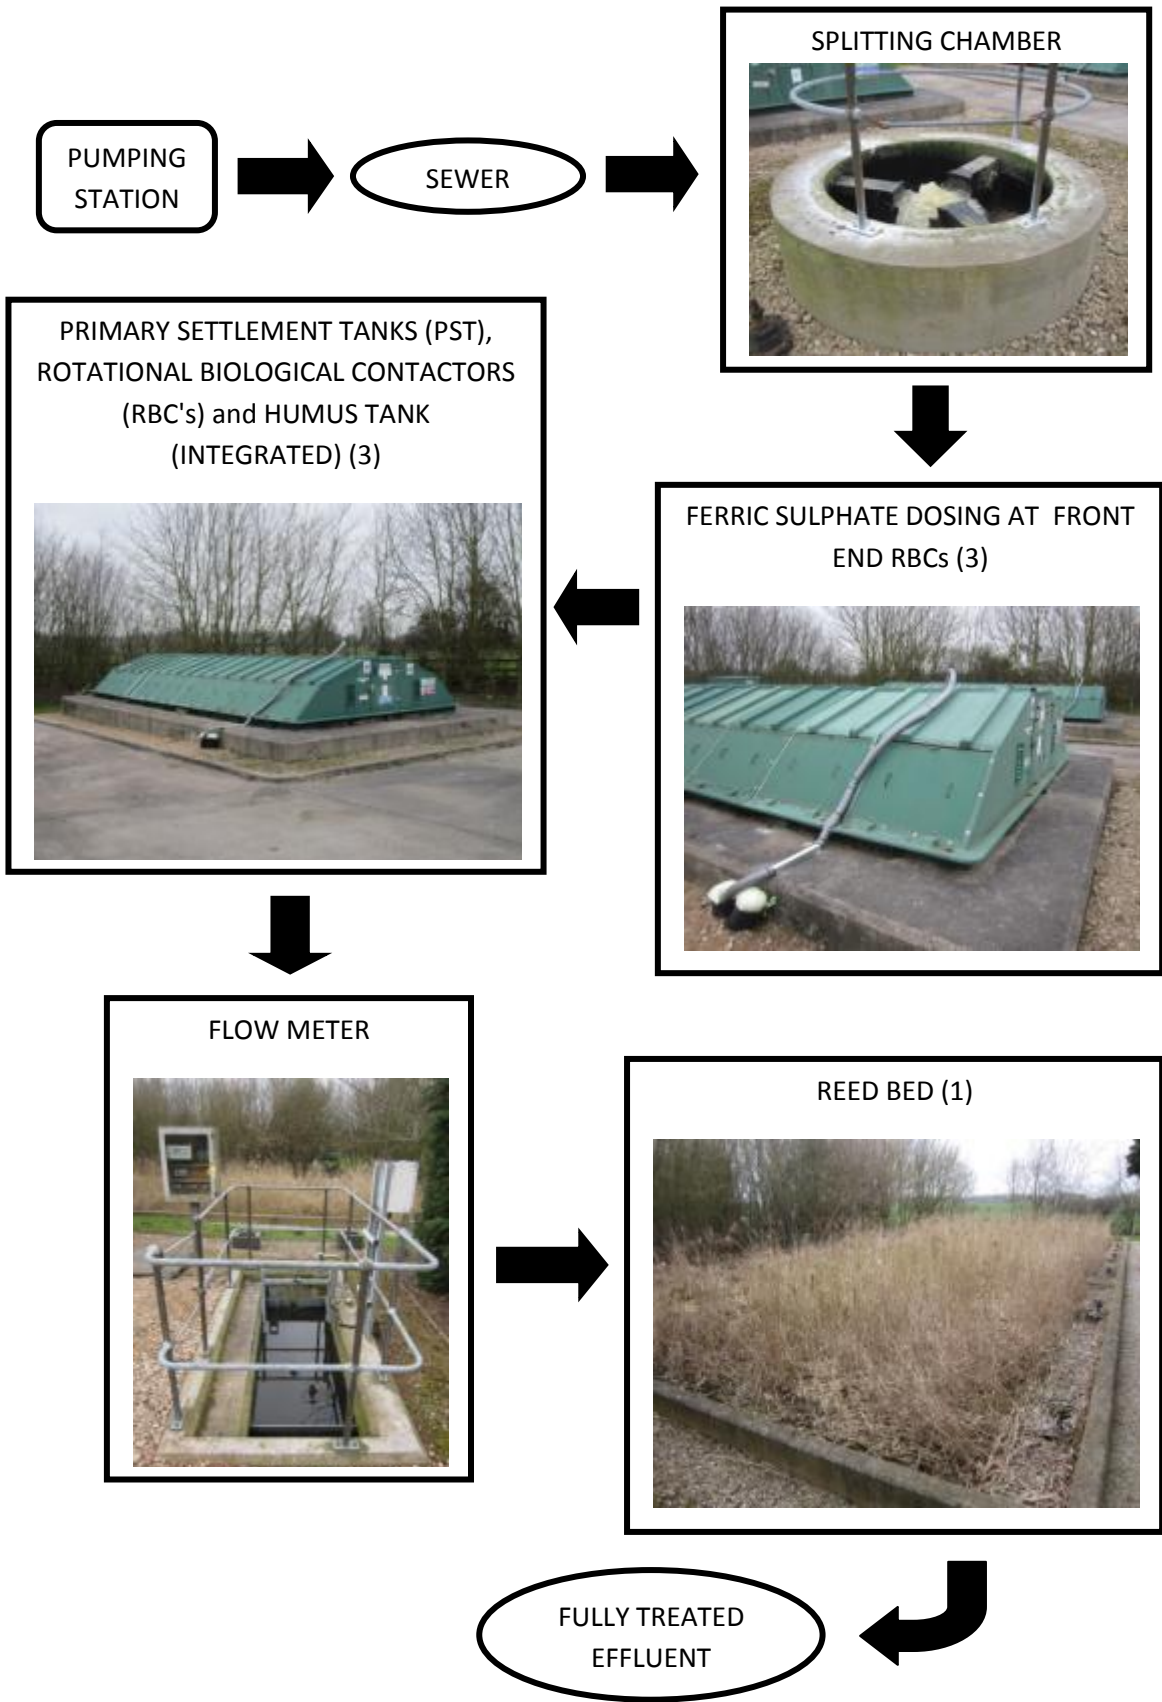 PUMPING
STATION
SEWER
SPLITTING CHAMBER
FERRIC SULPHATE DOSING AT FRONT
END RBCs (3)
PRIMARY SETTLEMENT TANKS (PST),
ROTATIONAL BIOLOGICAL CONTACTORS
(RBC's) and HUMUS TANK
(INTEGRATED) (3)
FLOW METER
REED BED (1)
FULLY TREATED
EFFLUENT